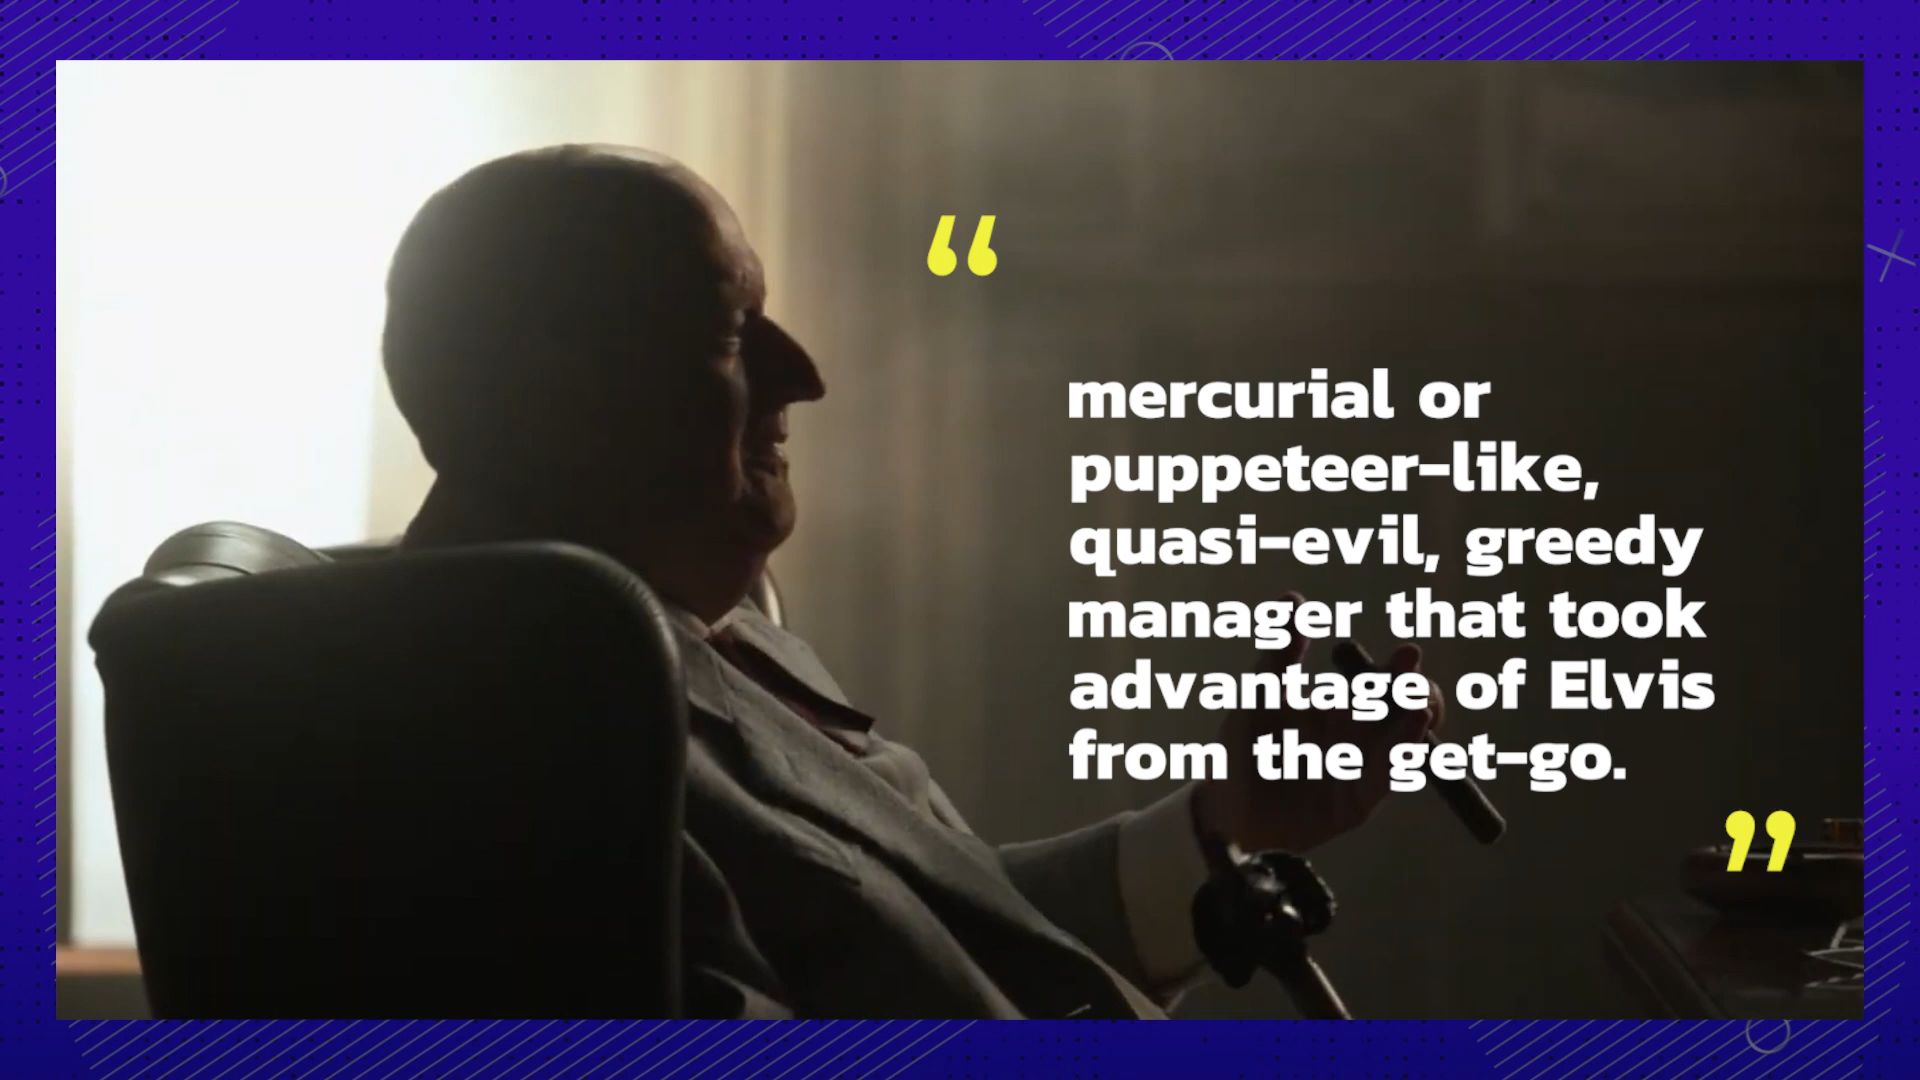 “
mercurial or
puppeteer-like,
quasi-evil, greedy
manager that took
advantage of Elvis
from the get-go.
”